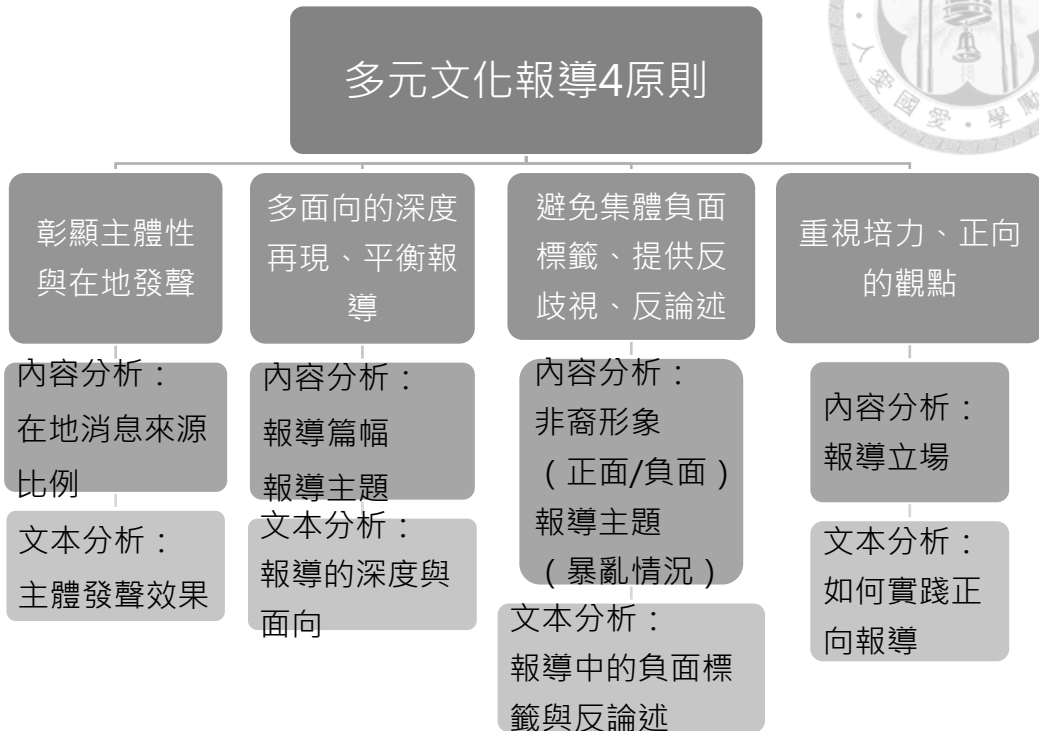 多元文化報導4原則
人
愛
國
愛
•
學
勵
彰顯主體性
與在地發聲
多面向的深度
再現、平衡報
導
避免集體負面
標籤、提供反
歧視、反論述
重視培力、正向
的觀點
內容分析：
在地消息來源
比例
內容分析：
報導篇幅
報導主題
內容分析：
非裔形象
（正面/負面）
報導主題
（暴亂情況）
內容分析：
報導立場
文本分析：
主體發聲效果
文本分析：
報導的深度與
面向
文本分析：
報導中的負面標
籤與反論述
文本分析：
如何實踐正
向報導